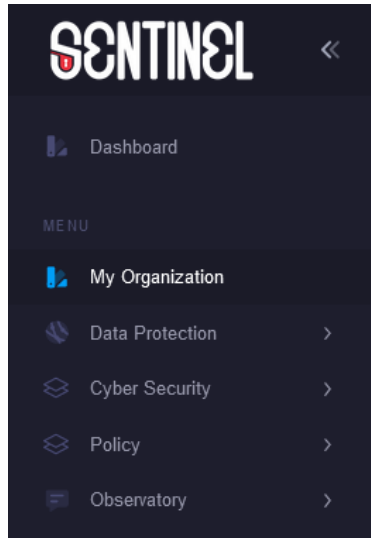 SENTINEL
Dashboard
MENU
My Organization
Data Protection
Cyber Security
Policy
Observatory